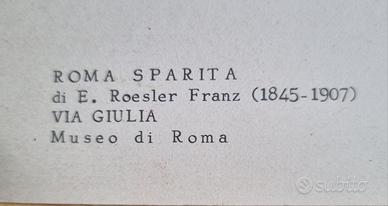 ROMA SPARITA
di E. Roesler Franz (1845-1907)
VIA GIULIA
Museo di Roma
subito